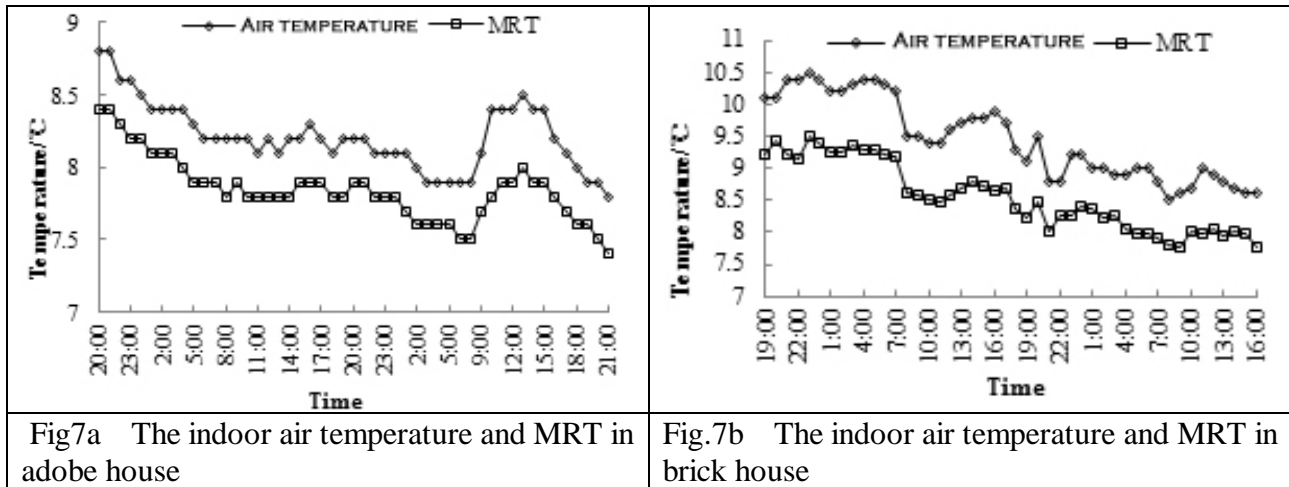 AIR TEMPERATURE MRT
9
8.5
8
7.5
7
Temperature/°C
20:00 23:00 2:00 5:00 8:00 11:00 14:00 17:00 20:00 23:00 2:00 5:00 9:00 12:00 15:00 18:00 21:00
Time
AIR TEMPERATURE MRT
11
10.5
10
9.5
9
8.5
8
7.5
7
Temperature/°C
19:00 22:00 1:00 4:00 7:00 10:00 13:00 16:00 19:00 22:00 1:00 4:00 7:00 10:00 13:00 16:00
Time
Fig7a The indoor air temperature and MRT in
adobe house
Fig.7b The indoor air temperature and MRT in
brick house